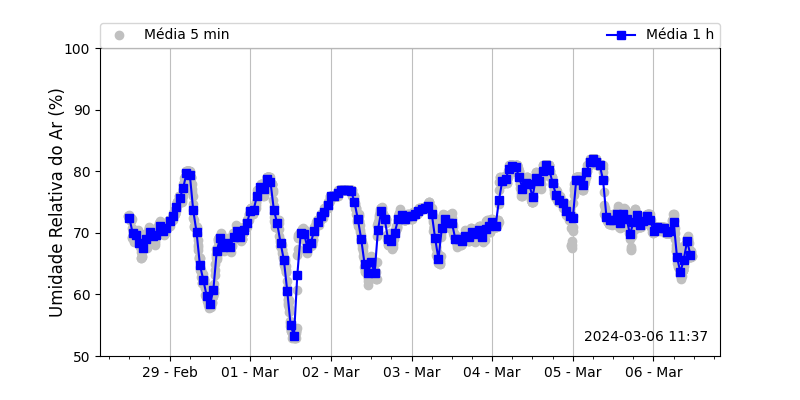 Média 5 min
Média 1 h
100
90
80
70
60
50
Umidade Relativa do Ar (%)
2024-03-06 11:37
29 - Feb
01 - Mar
02 - Mar
03 - Mar
04 - Mar
05 - Mar
06 - Mar